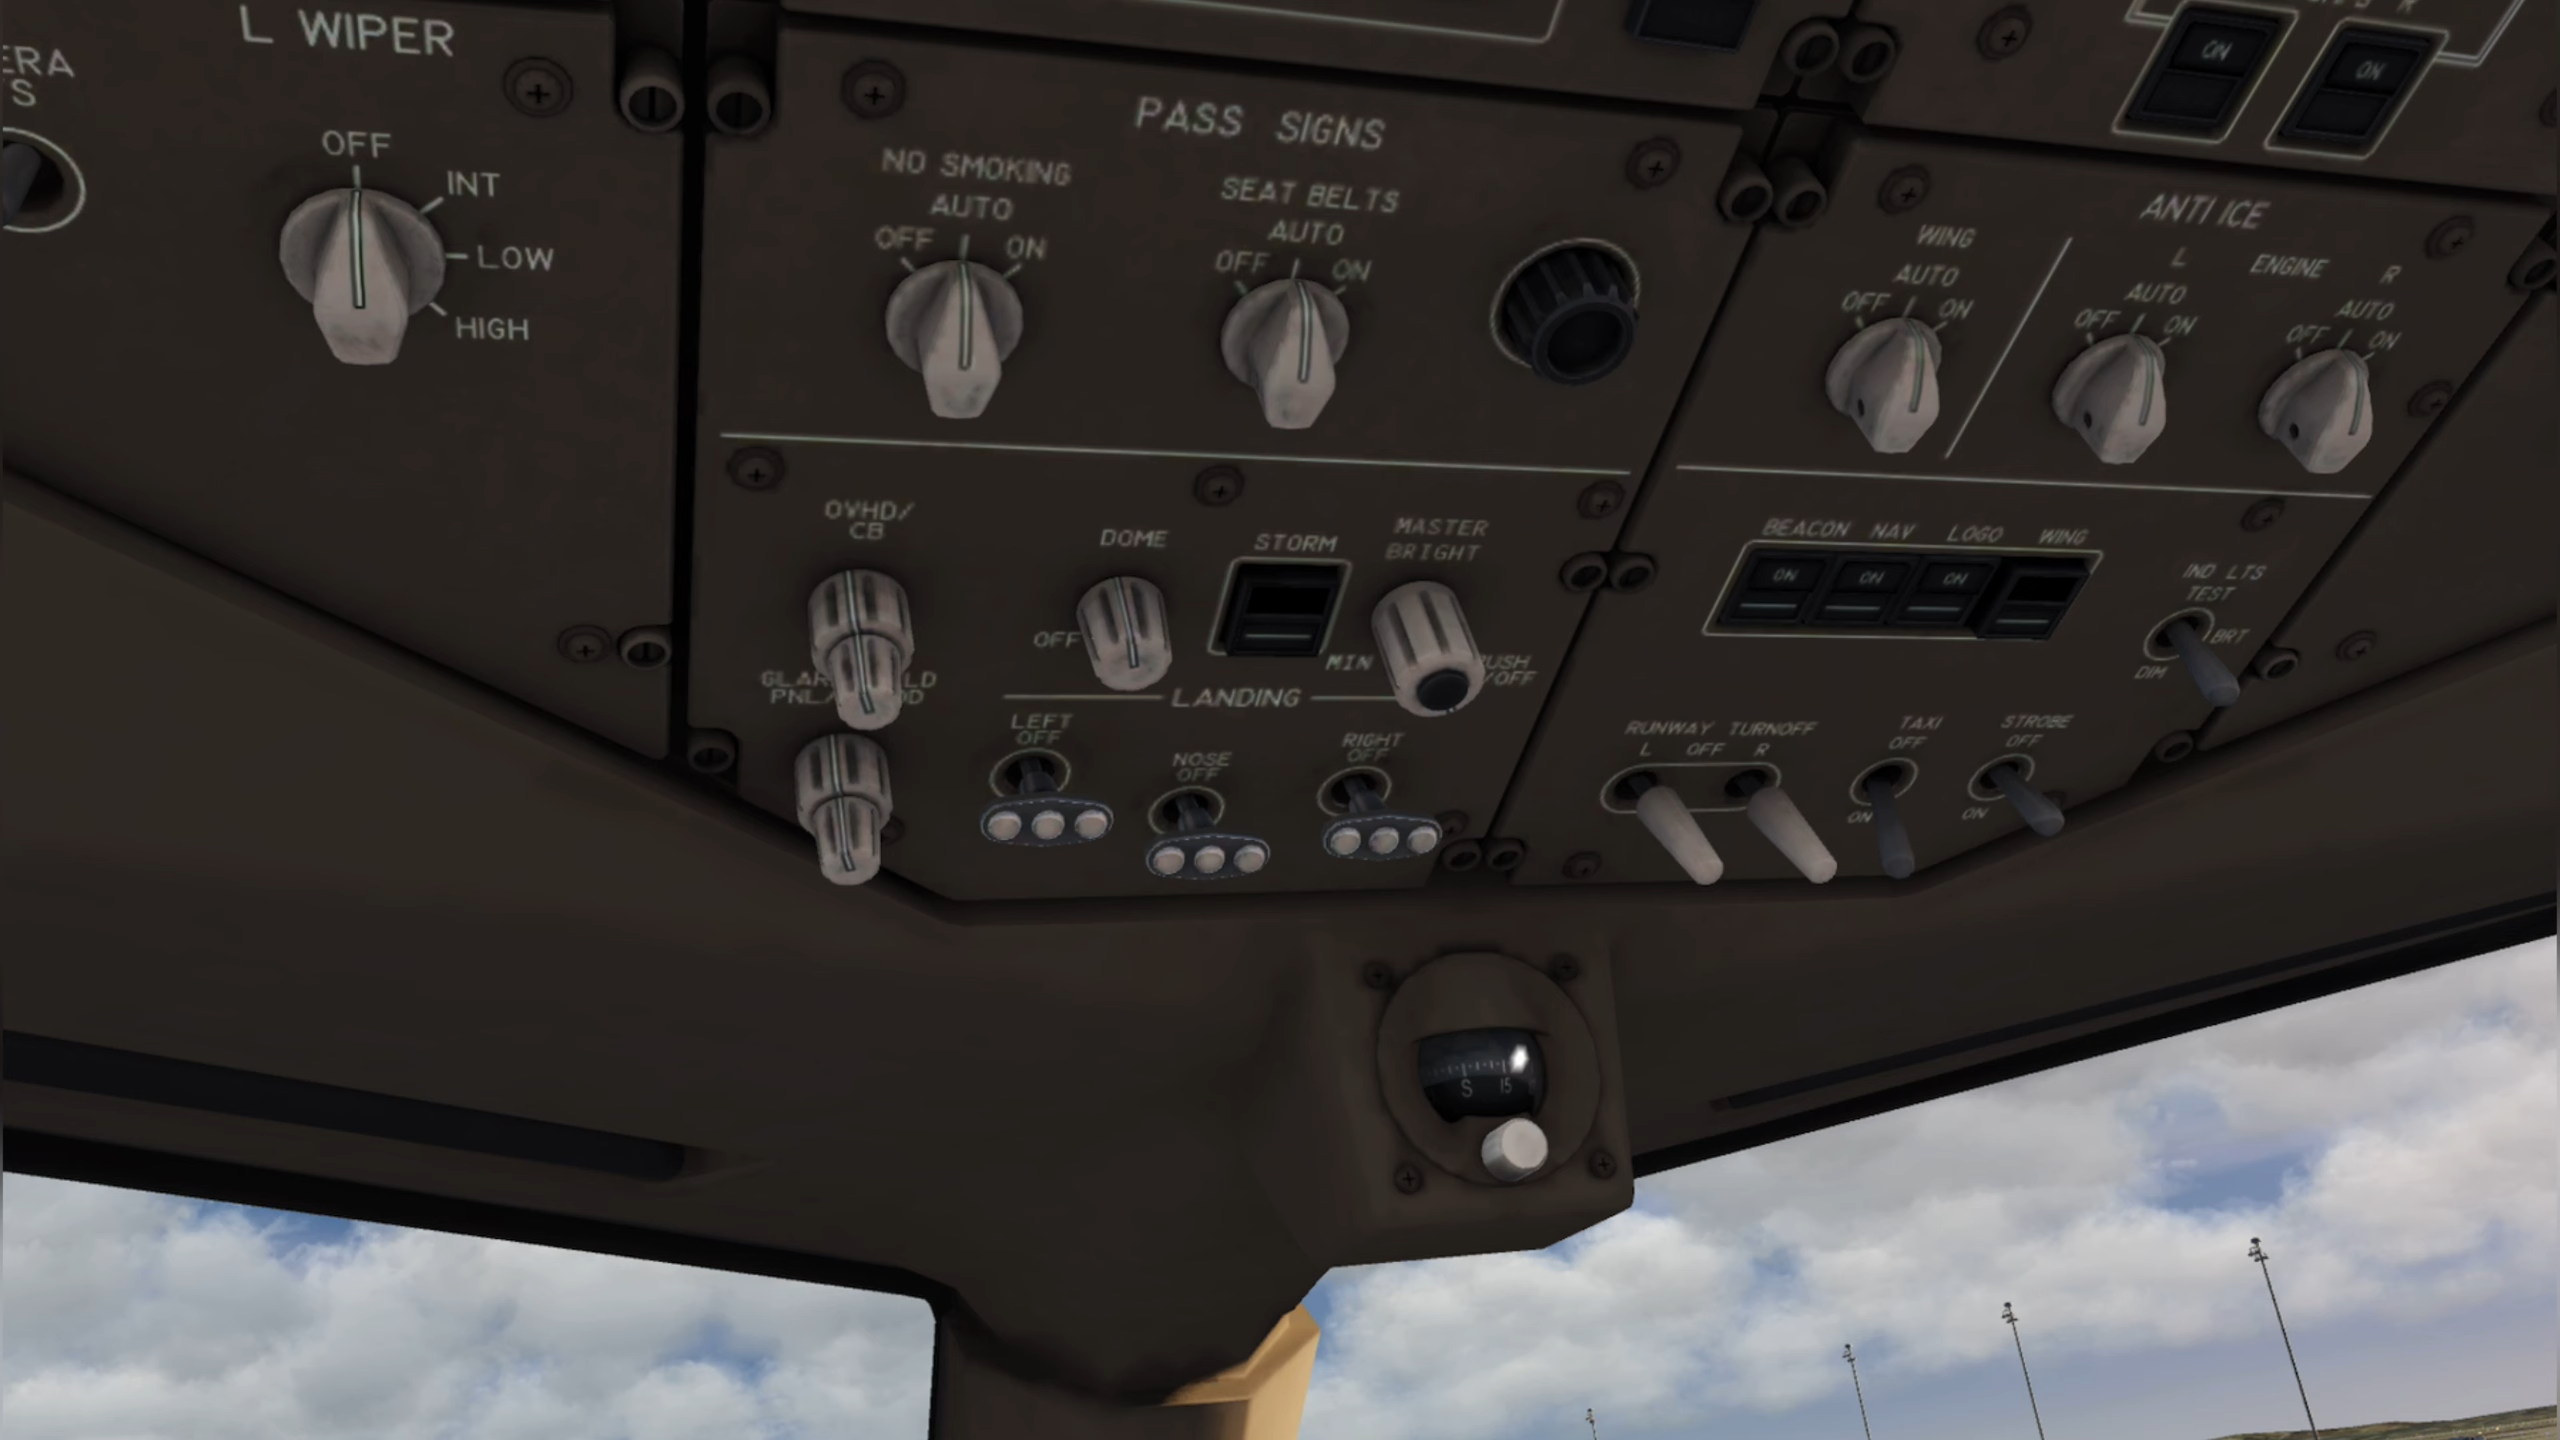 L WIPER
ERA
S
OFF
INT
LOW
HIGH
PASS SIGNS
NO SMOKING
AUTO
OFF
ON
SEAT BELTS
AUTO
OFF
ON
ON
ON
ANTI ICE
WING
AUTO
OFF
ON
L ENGINE R
AUTO
OFF
ON
AUTO
OFF
ON
OVHD/
CB
DOME
OFF
STORM
MASTER
BRIGHT
MIN
LANDING
LEFT
OFF
NOSE
OFF
RIGHT
OFF
BEACON NAV LOGO WING
ON
ON
ON
IND LTS
TEST
BRT
DIM
RUNWAY TURNOFF
L OFF R
TAXI
OFF
ON
STROBE
OFF
ON
S 15